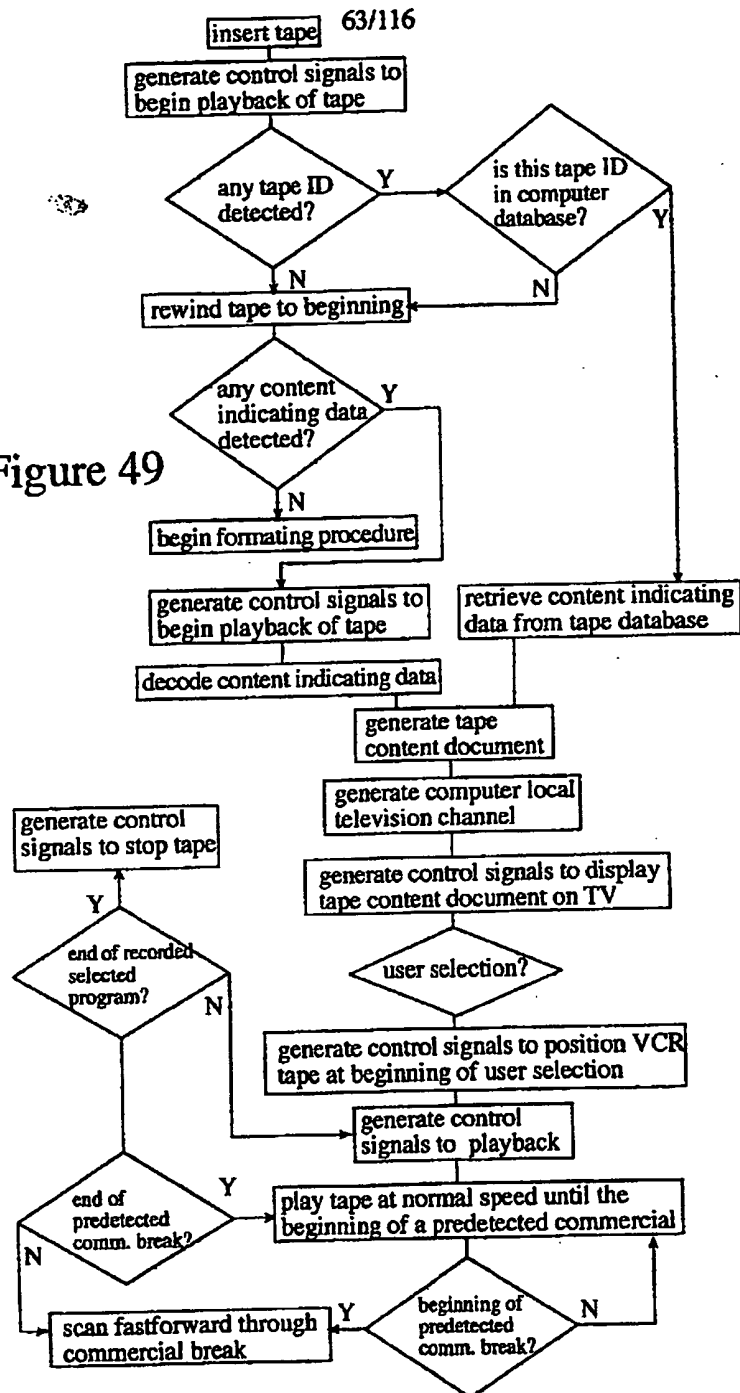 63/116
insert tape
generate control signals to
begin playback of tape
any tape ID
detected?
Y
is this tape ID
in computer
database?
Y
N
N
rewind tape to beginning
any content
indicating data
detected?
Y
Figure 49
N
begin formating procedure
generate control signals to
begin playback of tape
retrieve content indicating
data from tape database
decode content indicating data
generate tape
content document
generate computer local
television channel
generate control
signals to stop tape
generate control signals to display
tape content document on TV
Y
end of recorded
selected
program?
N
user selection?
generate control signals to position VCR
tape at beginning of user selection
generate control
signals to playback
end of
predetected
comm. break?
Y
N
play tape at normal speed until the
beginning of a predetected commercial
scan fastforward through
commercial break
Y
beginning of
predetected
comm. break?
N